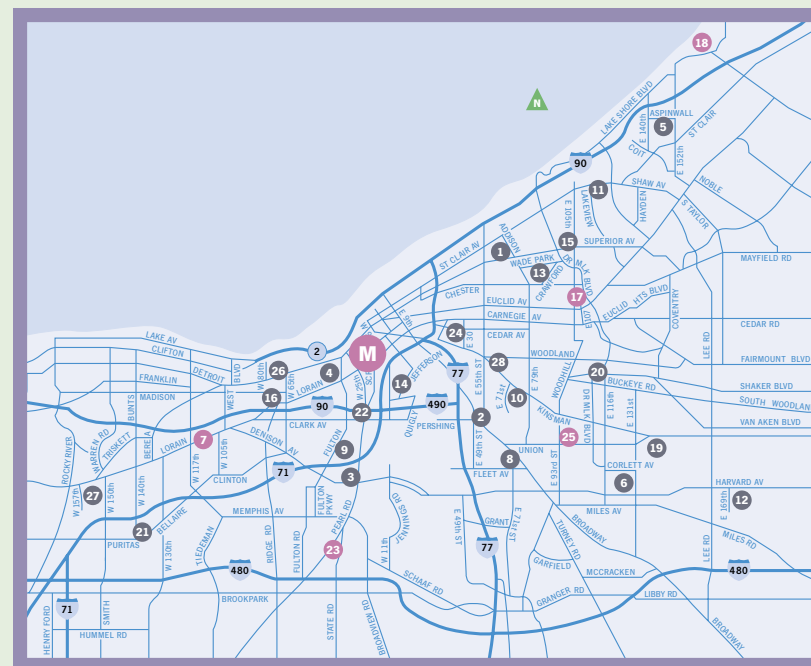 18
N
LAKE SHORE BLVD
ASPINWALL
5
E 140th
ST CLAIR
COIT
E 152th
90
NOBLE
SHAW AV
11
LAKEVIEW
HAYDEN
S TAYLOR
E 105th
ADDISON
15
SUPERIOR AV
1
ST CLAIR AV
WADE PARK
DR MLK BLVD
MAYFIELD RD
13
CRAWFORD
CHESTER
17
EUCLID HTS BLVD
COVENTRY
EUCLID AV
E 9th
CARNEGIE AV
CEDAR RD
24
E 30
CEDAR AV
LEE RD
LAKE AV
CLIFTON
2
M
W 25th
JEFFERSON
WOODLAND
FAIRMOUNT BLVD
DETROIT
BLVD
W 80th
26
W 65th
4
28
77
E 55th ST
E 79th
WOODHILL
20
FRANKLIN
LORAIN
14
BUCKEYE RD
SHAKER BLVD
MADISON
BUNTS
WEST
16
90
22
490
E 71st
10
DR MLK BLVD
E 116th
E 131st
SOUTH WOODLAN
CLARK AV
QUIGLY
PERSHING
2
KINSMAN
VAN AKEN BLVD
ROCKY RIVER
WARREN RD
TRISKETT
BEREA
LORAIN
7
W 105th
DENISON AV
FULTON
9
25
19
W 117th
71
E 49th ST
8
UNION
E 93rd ST
CORLETT AV
CLINTON
3
FLEET AV
6
HARVARD AV
27
W 157th
W 150th
W 140th
FULTON PKWY
PEARL RD
JENNINGS RD
12
E 169th
21
BELLAIRE
MEMPHIS AV
E 49th ST
GRANT
E 71st ST
MILES AV
BROADWAY
TURNEY RD
MILES RD
PURITAS
W 130th
TIEDEMAN
RIDGE RD
FULTON RD
23
W 11th
77
LEE RD
480
GARFIELD
MCCRACKEN
480
SCHAAF RD
GRANGER RD
LIBBY RD
71
HENRY FORD
SMITH
BROOKPARK
STATE RD
BROADVIEW RD
BROADWAY
HUMMEL RD